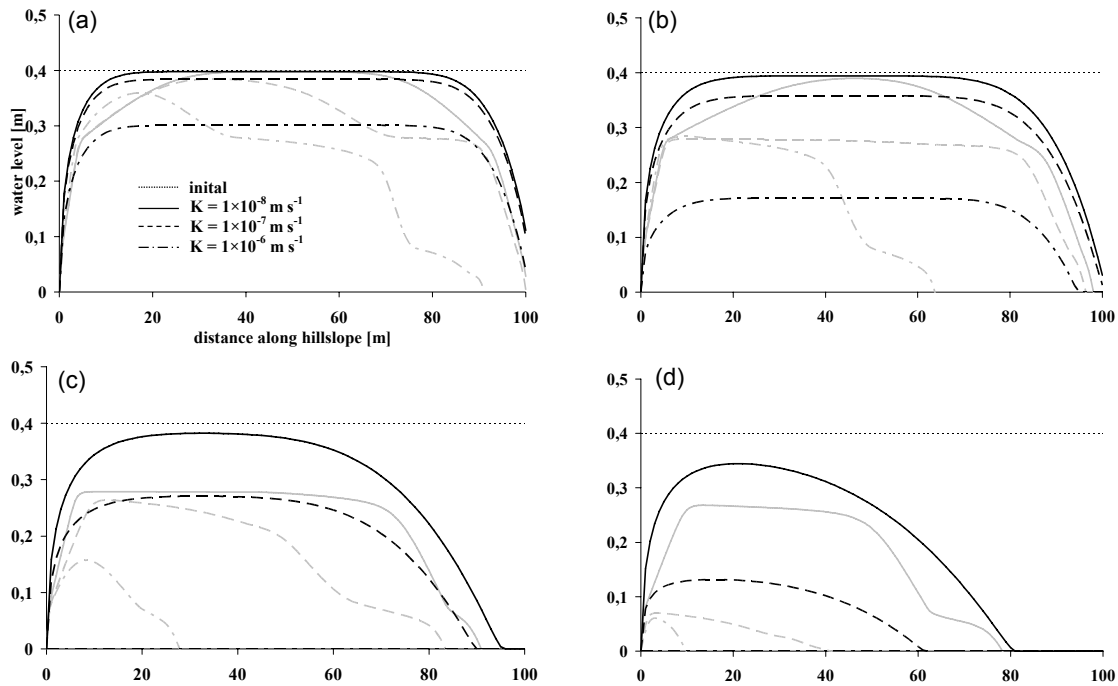 (a)
0,5
0,4
0,3
0,2
0,1
0
water level [m]
inital
K = 1×10⁻⁸ m s⁻¹
K = 1×10⁻⁷ m s⁻¹
K = 1×10⁻⁶ m s⁻¹
0 20 40 60 80 100
distance along hillslope [m]
(b)
0,5
0,4
0,3
0,2
0,1
0
0 20 40 60 80 100
(c)
0,5
0,4
0,3
0,2
0,1
0
0 20 40 60 80 100
(d)
0,5
0,4
0,3
0,2
0,1
0
0 20 40 60 80 100